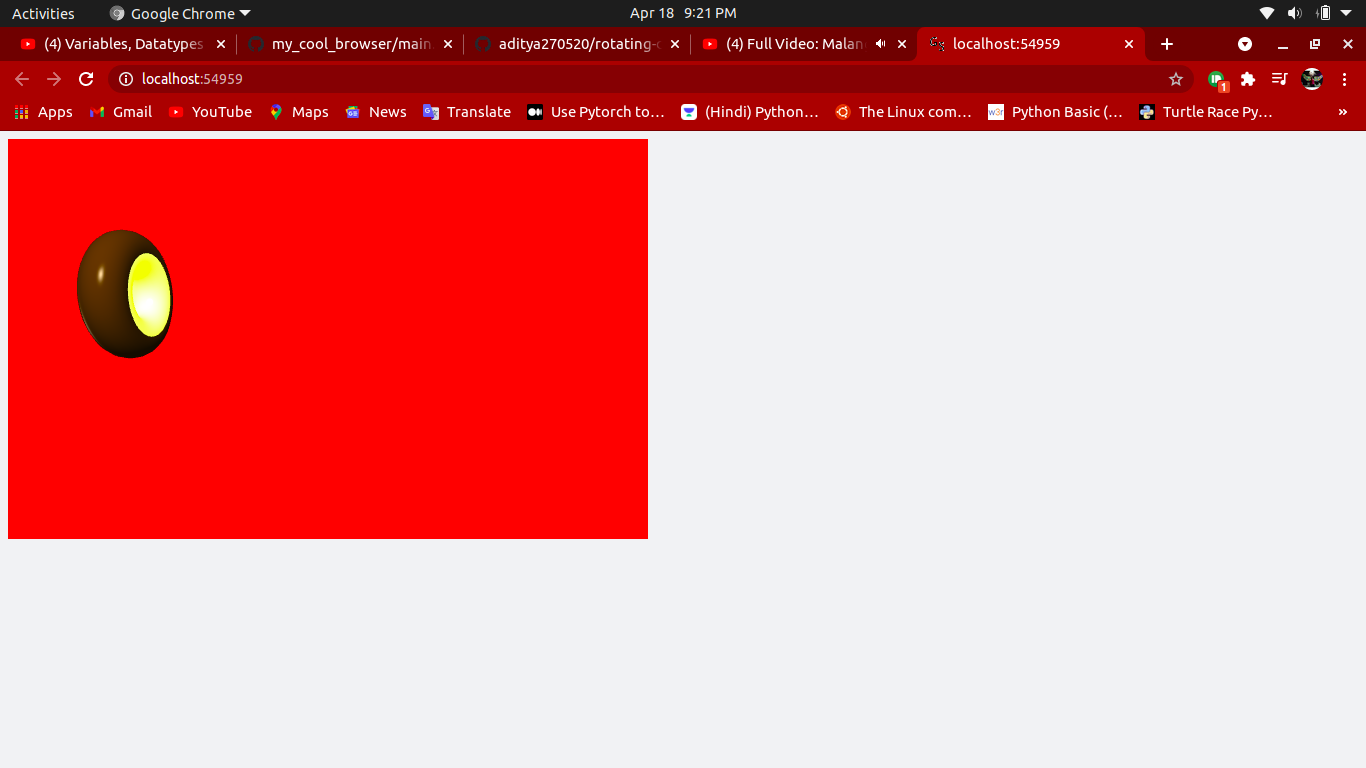 Activities Google Chrome Apr 18 9:21 PM
(4) Variables, Datatypes my_cool_browser/main aditya270520/rotating- (4) Full Video: Malan localhost:54959
localhost:54959 1
Apps Gmail YouTube Maps News Translate Use Pytorch to… (Hindi) Python… The Linux com… w3r Python Basic (… Turtle Race Py… »